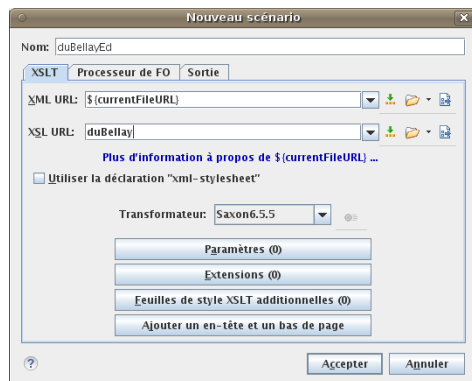 Nouveau scénario
Nom: duBellayEd
XSLT Processeur de FO Sortie
XML URL: ${currentFileURL}
XSL URL: duBellay
Plus d'information à propos de ${currentFileURL} ...
Utiliser la déclaration "xml-stylesheet"
Transformateur: Saxon6.5.5
Paramètres (0)
Extensions (0)
Feuilles de style XSLT additionnelles (0)
Ajouter un en-tête et un bas de page
? Accepter Annuler